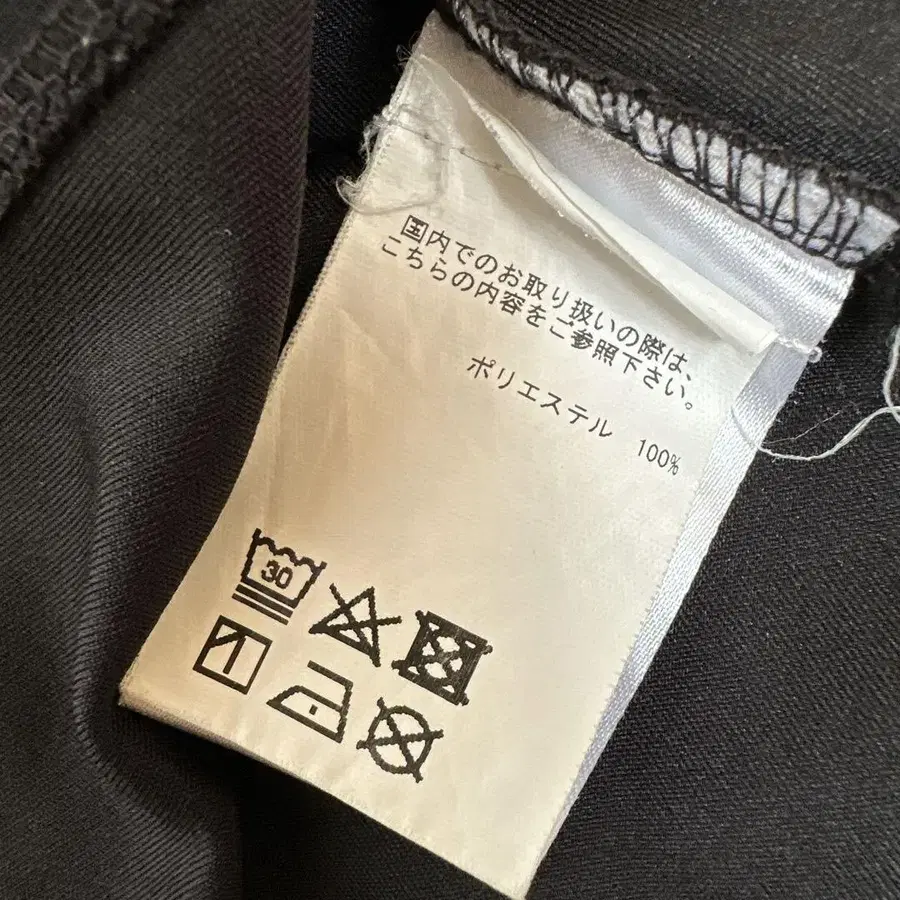 国内でのお取り扱いの際は、
こちらの内容をご参照下さい。
ポリエステル 100%
30